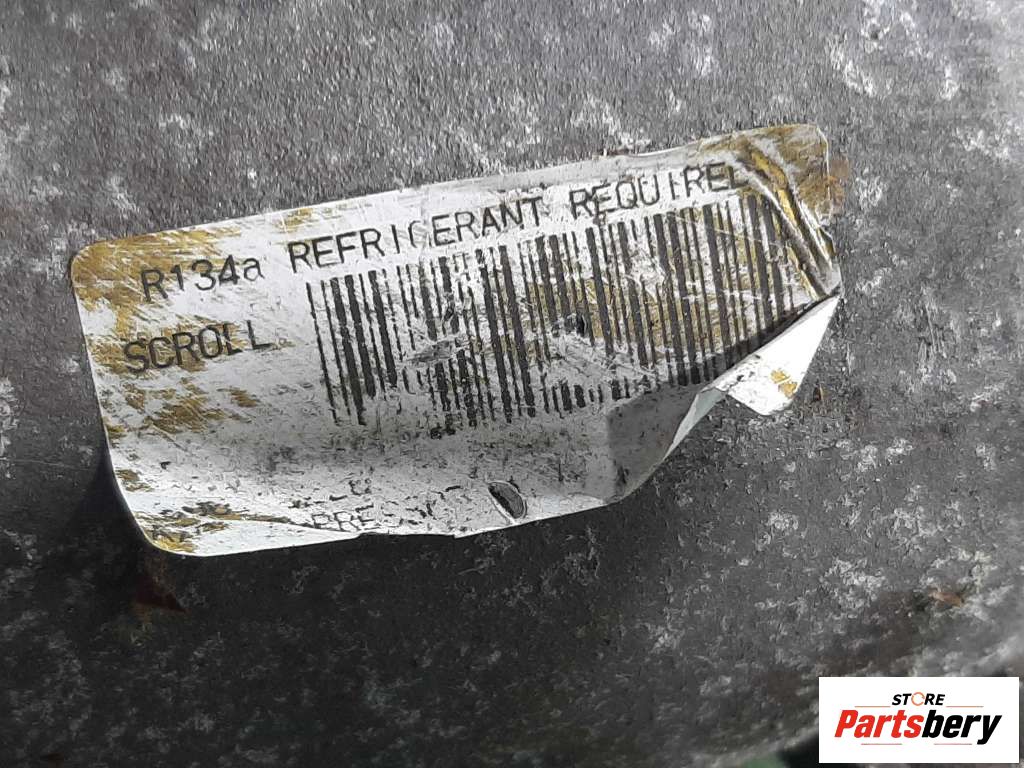 R134a REFRIGERANT REQUIRED
SCROLL
STORE
Partsbery